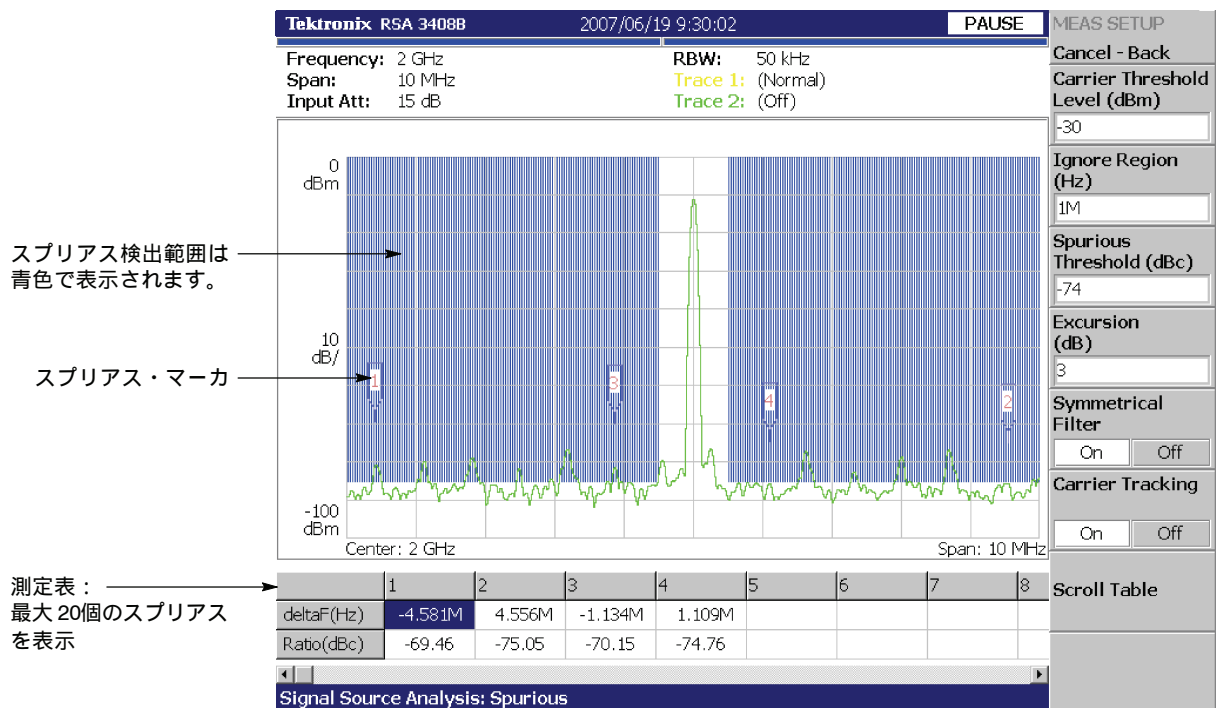 Tektronix RSA 3408B 2007/06/19 9:30:02 PAUSE
Frequency: 2 GHz RBW: 50 kHz
Span: 10 MHz Trace 1: (Normal)
Input Att: 15 dB Trace 2: (Off)
0
dBm
10
dB/
-100
dBm
1
3
4
2
Center: 2 GHz Span: 10 MHz
スプリアス検出範囲は
青色で表示されます。
スプリアス・マーカ
測定表：
最大 20個のスプリアス
を表示
1 2 3 4 5 6 7 8
deltaF(Hz) -4.581M 4.556M -1.134M 1.109M
Ratio(dBc) -69.46 -75.05 -70.15 -74.76
Signal Source Analysis: Spurious
MEAS SETUP
Cancel - Back
Carrier Threshold
Level (dBm)
-30
Ignore Region
(Hz)
1M
Spurious
Threshold (dBc)
-74
Excursion
(dB)
3
Symmetrical
Filter
On Off
Carrier Tracking
On Off
Scroll Table